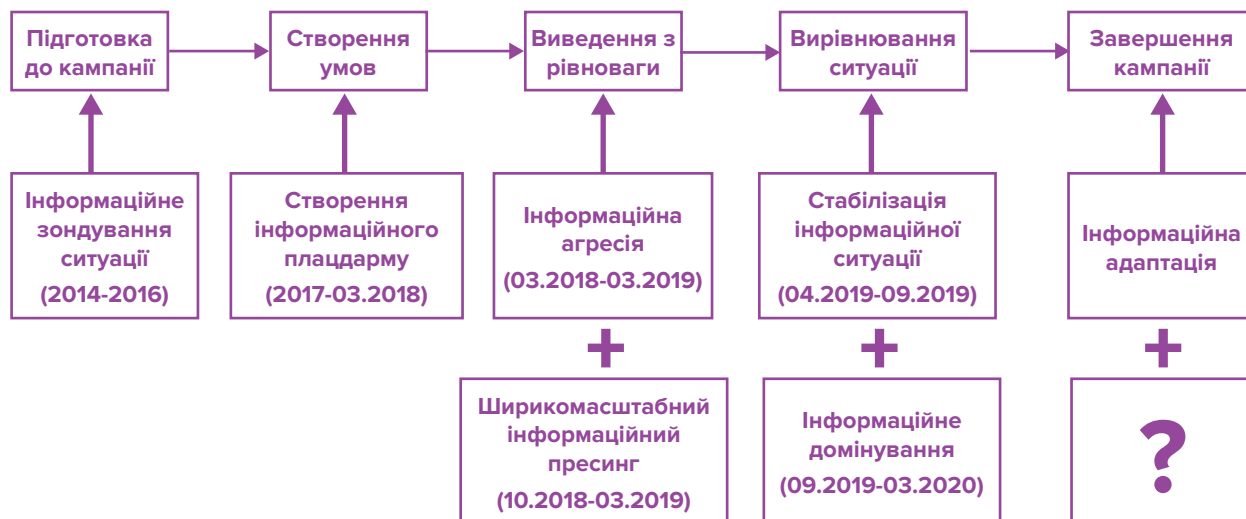 Підготовка
до кампанії
Створення
умов
Виведення з
рівноваги
Вирівнювання
ситуації
Завершення
кампанії
Інформаційне
зондування
ситуації
(2014-2016)
Створення
інформаційного
плацдарму
(2017-03.2018)
Інформаційна
агресія
(03.2018-03.2019)
Стабілізація
інформаційної
ситуації
(04.2019-09.2019)
Інформаційна
адаптація
+
+
+
Ширикомасштабний
інформаційний
пресинг
(10.2018-03.2019)
Інформаційне
домінування
(09.2019-03.2020)
?